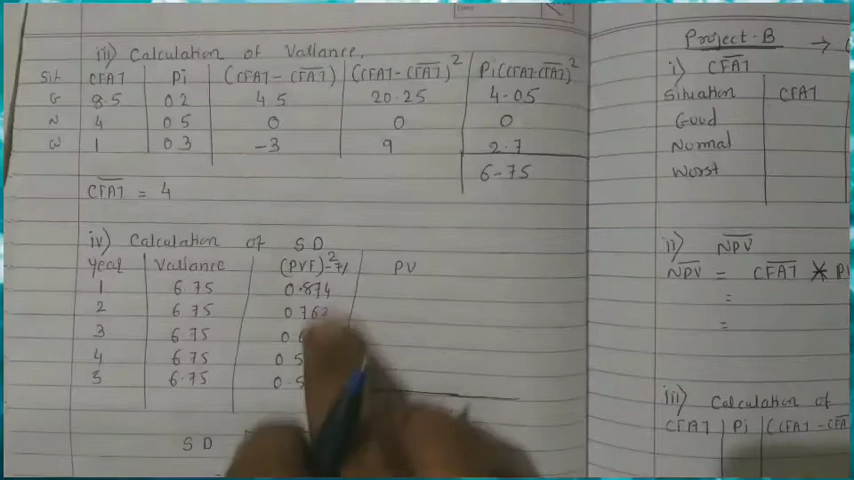 iii) Calculation of Variance,
Sit CFAT Pi (CFAT-CFAT) (CFAT-CFAT)² Pi(CFAT-CFAT)²
G 8.5 0.2 4.5 20.25 4.05
N 4 0.5 0 0 0
W 1 0.3 -3 9 2.7
6.75
CFAT = 4
iv) Calculation of SD
Year Variance (PVF)²-7% PV
1 6.75 0.874
2 6.75 0.762
3 6.75
4 6.75
5 6.75
SD
Project-B →
i) CFAT
Situation CFAT
Good
Normal
Worst
ii) NPV
NPV = CFAT *
=
=
iii) Calculation of
CFAT Pi